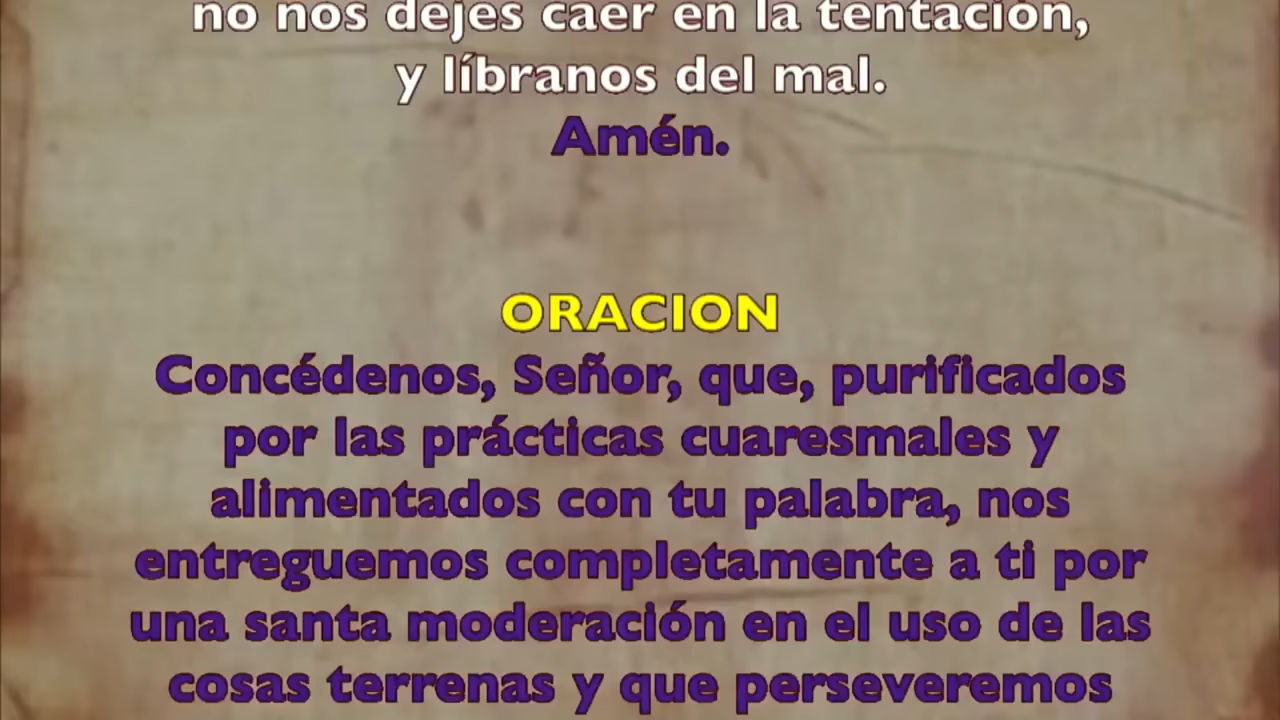 no nos dejes caer en la tentación,
y líbranos del mal.
Amén.
ORACION
Concédenos, Señor, que, purificados
por las prácticas cuaresmales y
alimentados con tu palabra, nos
entreguemos completamente a ti por
una santa moderación en el uso de las
cosas terrenas y que perseveremos